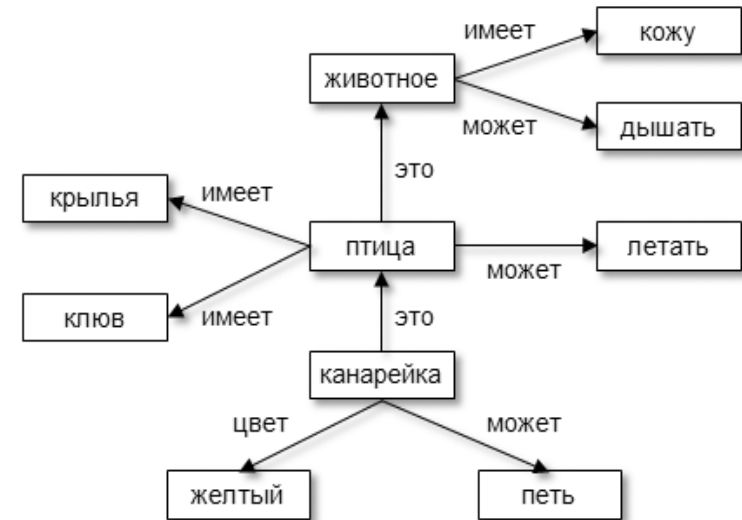 имеет
кожу
животное
может
дышать
это
крылья
имеет
птица
летать
может
клюв
имеет
это
канарейка
цвет
может
желтый
петь